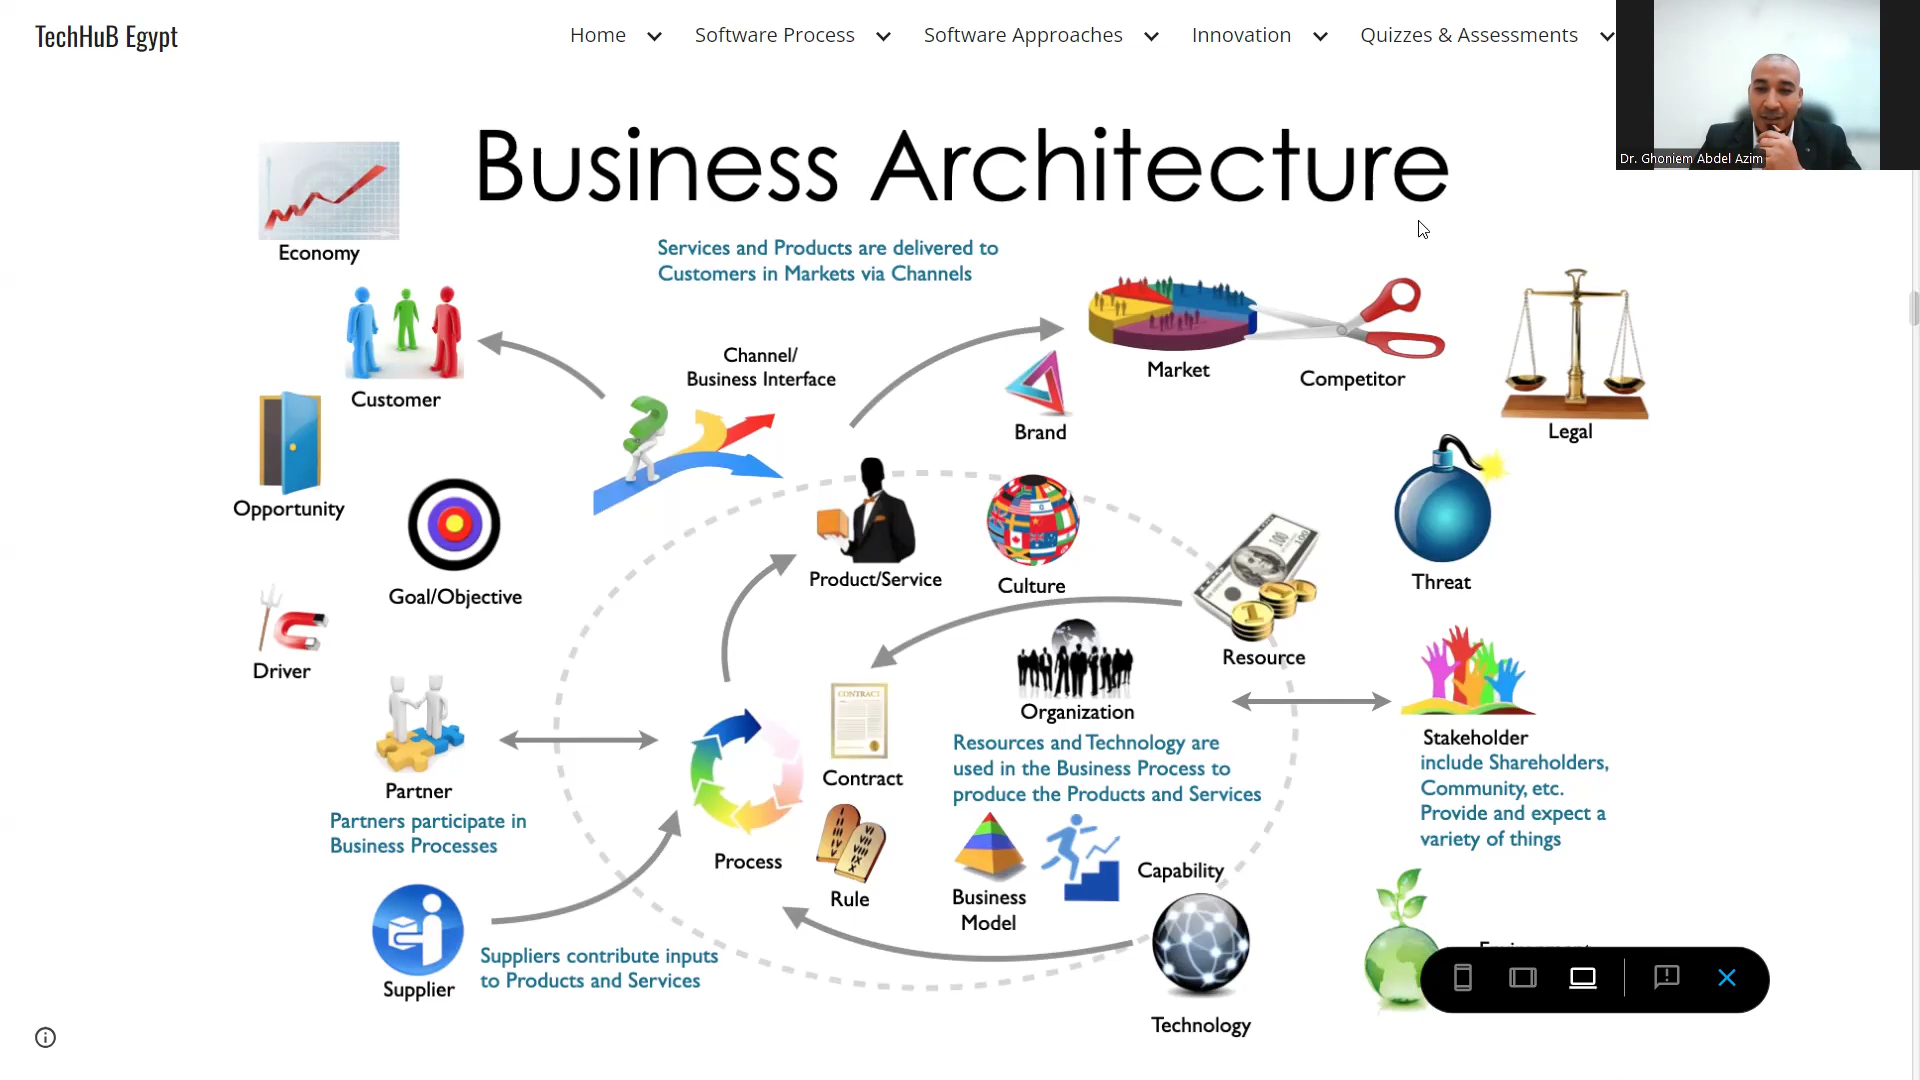 TechHuB Egypt
Home
Software Process
Software Approaches
Innovation
Quizzes & Assessments
Dr. Ghoniem Abdel Azim
Business Architecture
Economy
Services and Products are delivered to
Customers in Markets via Channels
Customer
Channel/
Business Interface
Market
Competitor
Brand
Legal
Opportunity
Goal/Objective
Product/Service
Culture
Threat
Driver
Resource
CONTRACT
Organization
Stakeholder
include Shareholders,
Community, etc.
Provide and expect a
variety of things
Partner
Partners participate in
Business Processes
Contract
Resources and Technology are
used in the Business Process to
produce the Products and Services
Process
Rule
Business
Model
Capability
Supplier
Suppliers contribute inputs
to Products and Services
Technology